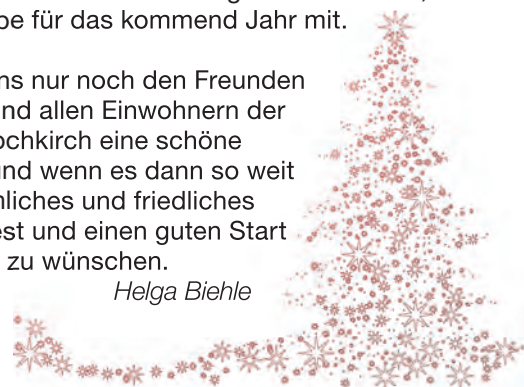 be für das kommend Jahr mit.
ns nur noch den Freunden
nd allen Einwohnern der
ochkirch eine schöne
und wenn es dann so weit
nliches und friedliches
est und einen guten Start
zu wünschen.
Helga Biehle